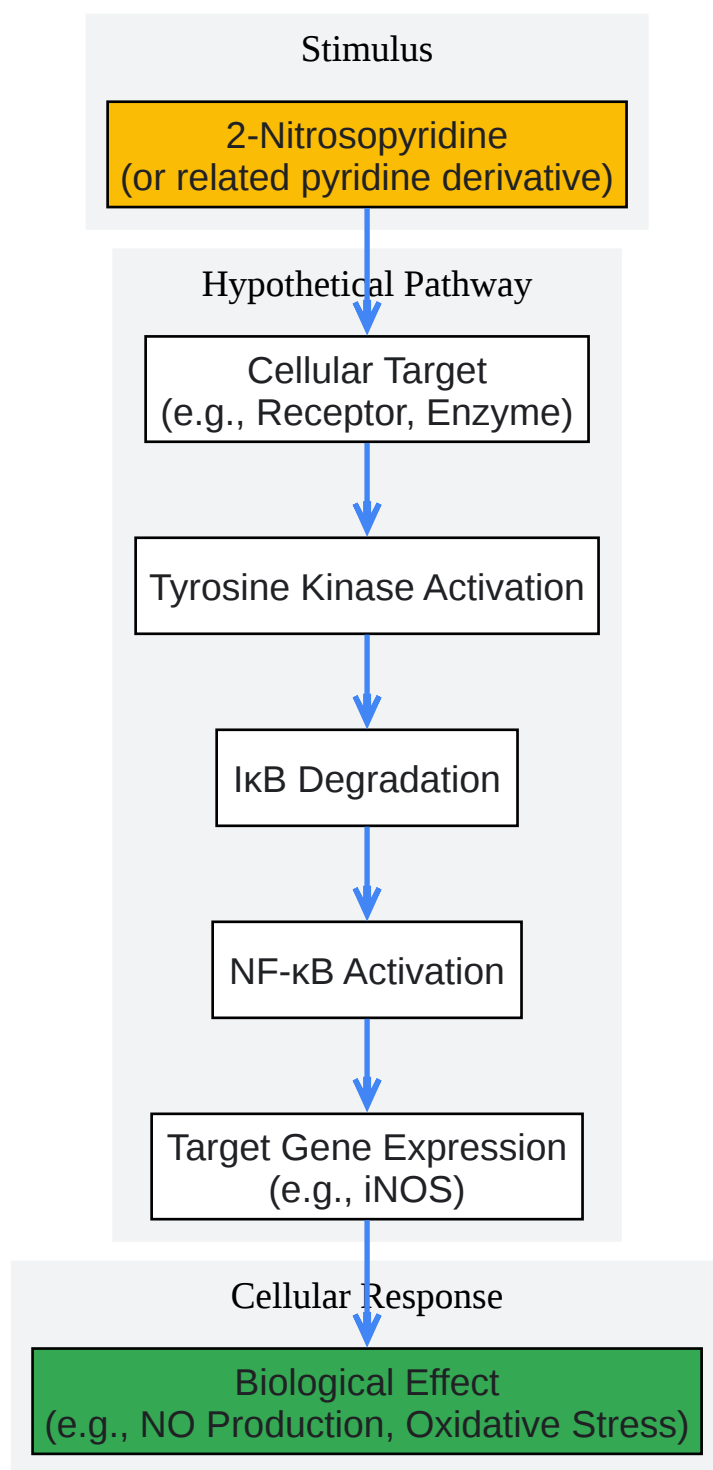 Stimulus
2-Nitrosopyridine
(or related pyridine derivative)
Hypothetical Pathway
Cellular Target
(e.g., Receptor, Enzyme)
Tyrosine Kinase Activation
IκB Degradation
NF-κB Activation
Target Gene Expression
(e.g., iNOS)
Cellular Response
Biological Effect
(e.g., NO Production, Oxidative Stress)